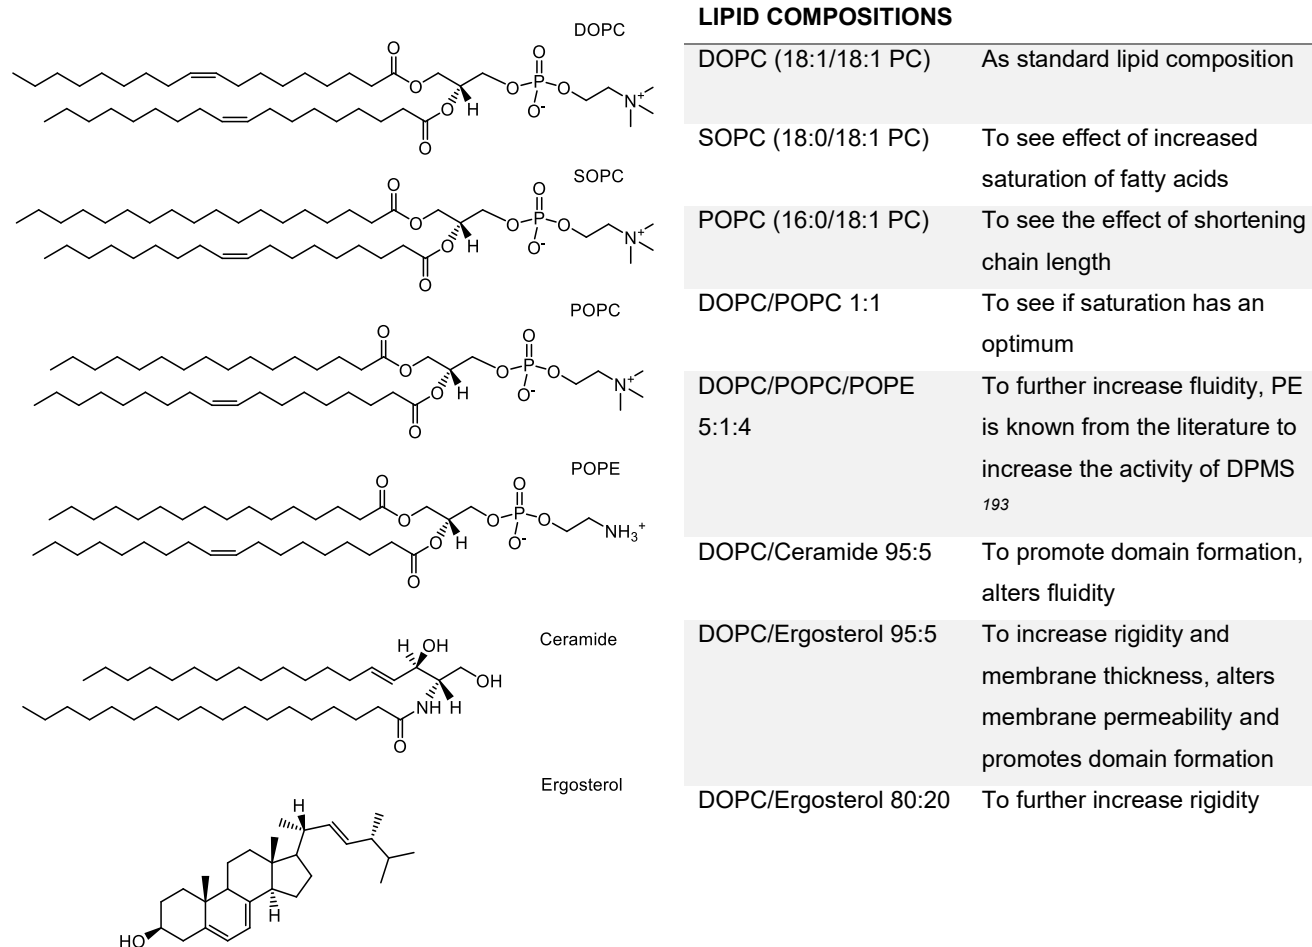 DOPC
O
O
O
H
O
O
O
P
O-
O
N+
SOPC
O
O
O
H
O
O
O
P
O-
O
N+
POPC
O
O
O
H
O
O
O
P
O-
O
N+
POPE
O
O
O
H
O
O
O
P
O-
O
NH3+
Ceramide
H
OH
OH
NH
H
O
Ergosterol
H
H
HO
LIPID COMPOSITIONS
DOPC (18:1/18:1 PC) As standard lipid composition
SOPC (18:0/18:1 PC) To see effect of increased
saturation of fatty acids
POPC (16:0/18:1 PC) To see the effect of shortening
chain length
DOPC/POPC 1:1 To see if saturation has an
optimum
DOPC/POPC/POPE To further increase fluidity, PE
5:1:4 is known from the literature to
increase the activity of DPMS
193
DOPC/Ceramide 95:5 To promote domain formation,
alters fluidity
DOPC/Ergosterol 95:5 To increase rigidity and
membrane thickness, alters
membrane permeability and
promotes domain formation
DOPC/Ergosterol 80:20 To further increase rigidity